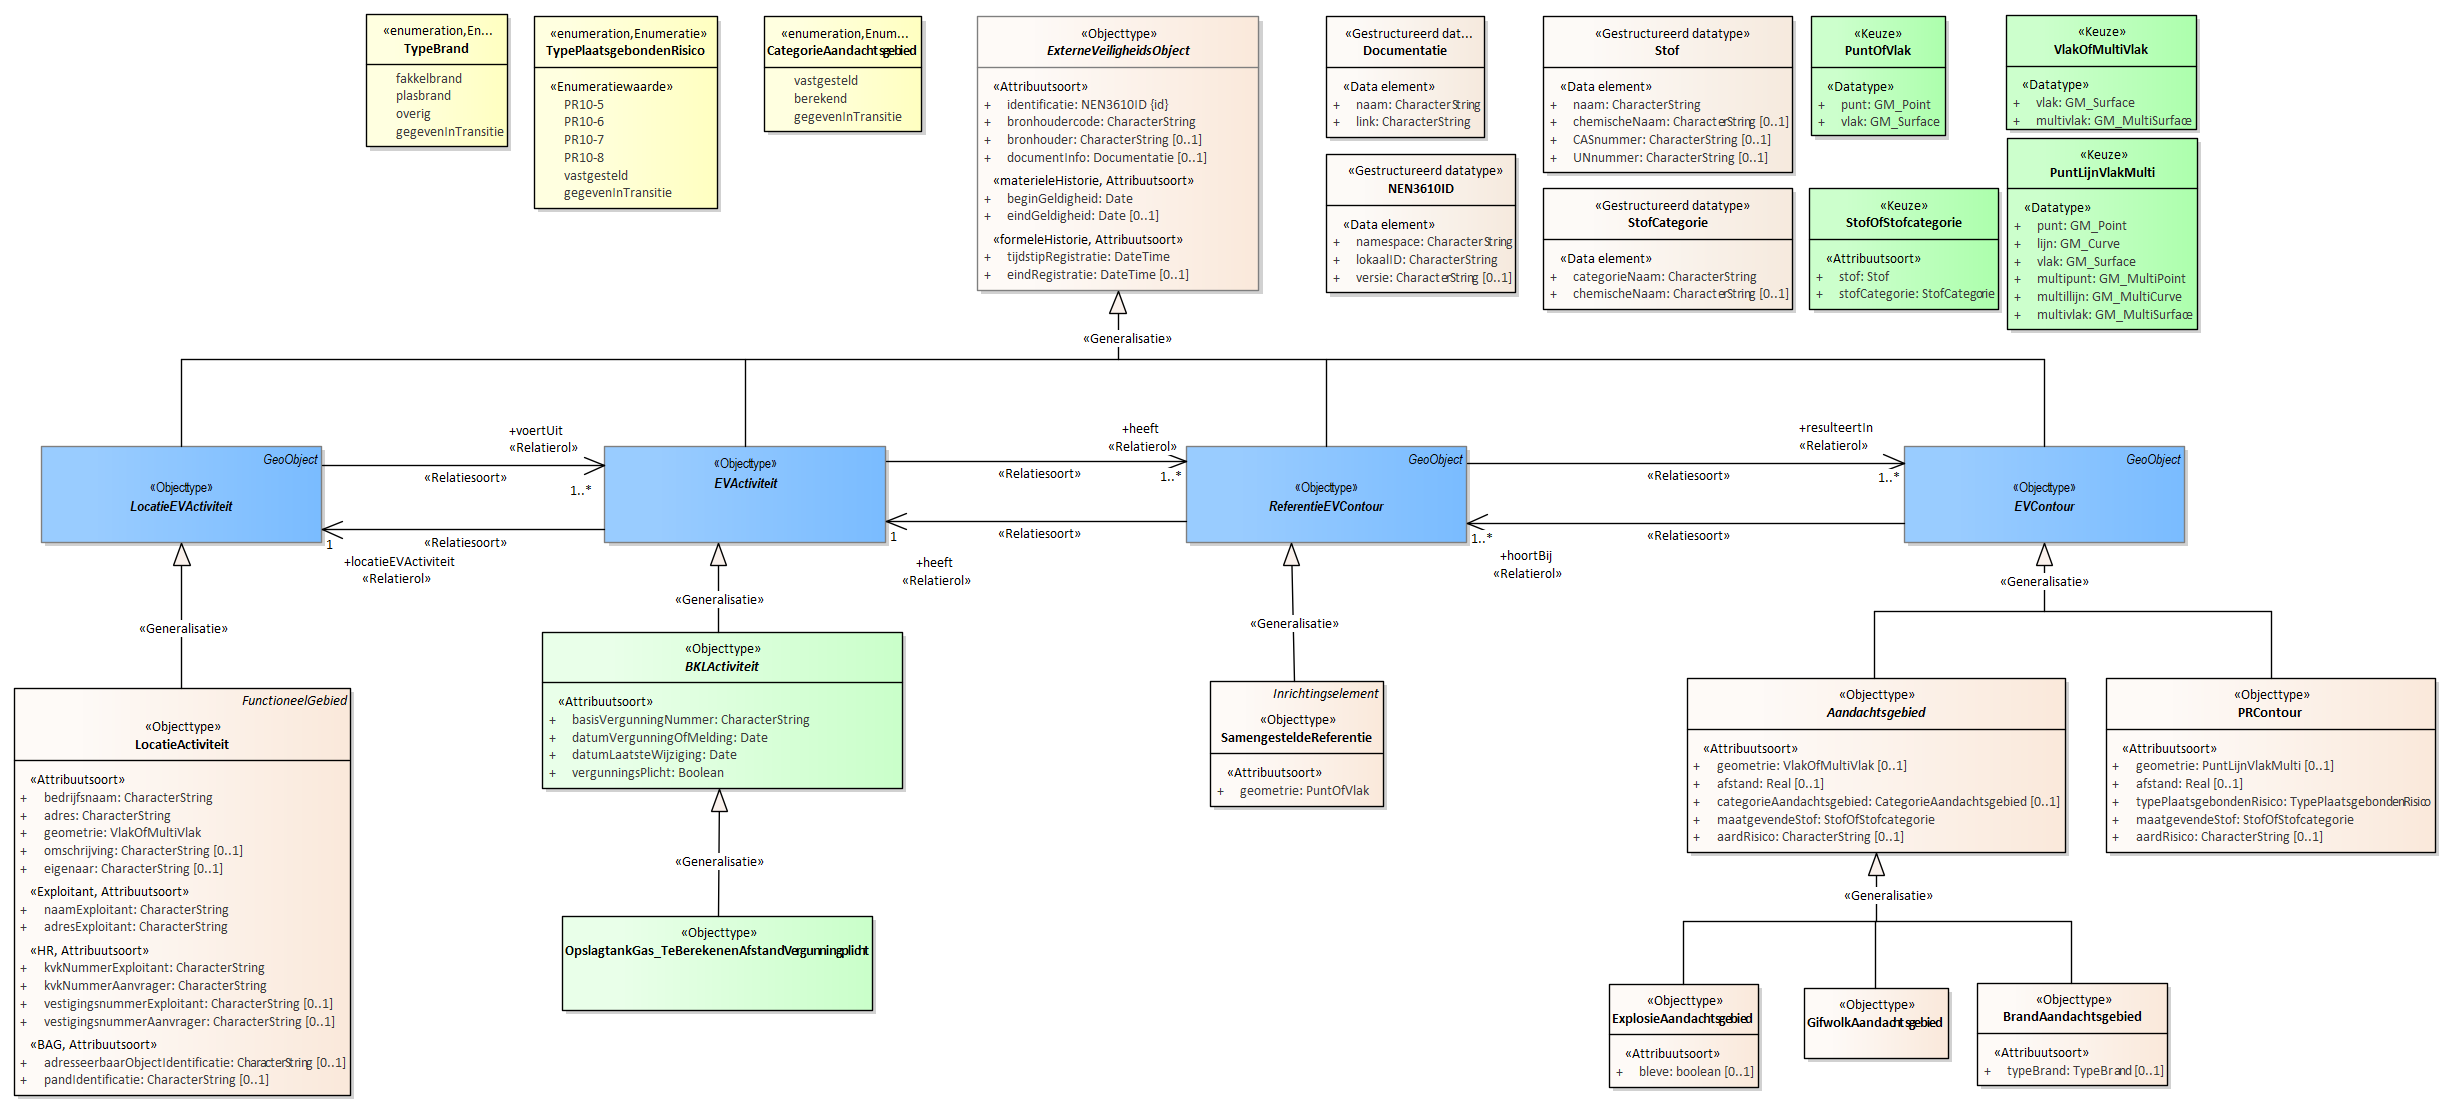 «enumeration,En...
TypeBrand
fakkelbrand
plasbrand
overig
gegevenInTransitie
«enumeration,Enumeratie»
TypePlaatsgebondenRisico
«Enumeratiewaarde»
PR10-5
PR10-6
PR10-7
PR10-8
vastgesteld
gegevenInTransitie
«enumeration,Enum...
CategorieAandachtsgebied
vastgesteld
berekend
gegevenInTransitie
«Objecttype»
ExterneVeiligheidsObject
«Attribuutsoort»
+ identificatie: NEN3610ID {id}
+ bronhoudercode: CharacterString
+ bronhouder: CharacterString [0..1]
+ documentInfo: Documentatie [0..1]
«materieleHistorie, Attribuutsoort»
+ beginGeldigheid: Date
+ eindGeldigheid: Date [0..1]
«formeleHistorie, Attribuutsoort»
+ tijdstipRegistratie: DateTime
+ eindRegistratie: DateTime [0..1]
«Gestructureerd dat...
Documentatie
«Data element»
+ naam: CharacterString
+ link: CharacterString
«Gestructureerd datatype»
NEN3610ID
«Data element»
+ namespace: CharacterString
+ lokaalID: CharacterString
+ versie: CharacterString [0..1]
«Gestructureerd datatype»
Stof
«Data element»
+ naam: CharacterString
+ chemischeNaam: CharacterString [0..1]
+ CASnummer: CharacterString [0..1]
+ UNnummer: CharacterString [0..1]
«Gestructureerd datatype»
StofCategorie
«Data element»
+ categorieNaam: CharacterString
+ chemischeNaam: CharacterString [0..1]
«Keuze»
PuntOfVlak
«Datatype»
+ punt: GM_Point
+ vlak: GM_Surface
«Keuze»
StofOfStofcategorie
«Attribuutsoort»
+ stof: Stof
+ stofCategorie: StofCategorie
«Keuze»
VlakOfMultiVlak
«Datatype»
+ vlak: GM_Surface
+ multivlak: GM_MultiSurface
«Keuze»
PuntLijnVlakMulti
«Datatype»
+ punt: GM_Point
+ lijn: GM_Curve
+ vlak: GM_Surface
+ multipunt: GM_MultiPoint
+ multilijn: GM_MultiCurve
+ multivlak: GM_MultiSurface
«Generalisatie»
GeoObject
«Objecttype»
LocatieEVActiviteit
+voertUit
«Relatierol»
«Relatiesoort»
1..*
«Relatiesoort»
1
+locatieEVActiviteit
«Relatierol»
«Objecttype»
EVActiviteit
+heeft
«Relatierol»
«Relatiesoort»
1..*
«Relatiesoort»
1
+heeft
«Relatierol»
GeoObject
«Objecttype»
ReferentieEVContour
+resulteertIn
«Relatierol»
«Relatiesoort»
1..*
«Relatiesoort»
1..*
+hoortBij
«Relatierol»
GeoObject
«Objecttype»
EVContour
«Generalisatie»
FunctioneelGebied
«Objecttype»
LocatieActiviteit
«Attribuutsoort»
+ bedrijfsnaam: CharacterString
+ adres: CharacterString
+ geometrie: VlakOfMultiVlak
+ omschrijving: CharacterString [0..1]
+ eigenaar: CharacterString [0..1]
«Exploitant, Attribuutsoort»
+ naamExploitant: CharacterString
+ adresExploitant: CharacterString
«HR, Attribuutsoort»
+ kvkNummerExploitant: CharacterString
+ kvkNummerAanvrager: CharacterString
+ vestigingsnummerExploitant: CharacterString [0..1]
+ vestigingsnummerAanvrager: CharacterString [0..1]
«BAG, Attribuutsoort»
+ adresseerbaarObjectIdentificatie: CharacterString [0..1]
+ pandIdentificatie: CharacterString [0..1]
«Generalisatie»
«Objecttype»
BKLActiviteit
«Attribuutsoort»
+ basisVergunningNummer: CharacterString
+ datumVergunningOfMelding: Date
+ datumLaatsteWijziging: Date
+ vergunningsPlicht: Boolean
«Generalisatie»
«Objecttype»
OpslagtankGas_TeBerekenenAfstandVergunningplicht
«Generalisatie»
Inrichtingselement
«Objecttype»
SamengesteldeReferentie
«Attribuutsoort»
+ geometrie: PuntOfVlak
«Generalisatie»
«Objecttype»
Aandachtsgebied
«Attribuutsoort»
+ geometrie: VlakOfMultiVlak [0..1]
+ afstand: Real [0..1]
+ categorieAandachtsgebied: CategorieAandachtsgebied [0..1]
+ maatgevendeStof: StofOfStofcategorie
+ aardRisico: CharacterString [0..1]
«Objecttype»
PRContour
«Attribuutsoort»
+ geometrie: PuntLijnVlakMulti [0..1]
+ afstand: Real [0..1]
+ typePlaatsgebondenRisico: TypePlaatsgebondenRisico
+ maatgevendeStof: StofOfStofcategorie
+ aardRisico: CharacterString [0..1]
«Generalisatie»
«Objecttype»
ExplosieAandachtsgebied
«Attribuutsoort»
+ bleve: boolean [0..1]
«Objecttype»
GifwolkAandachtsgebied
«Objecttype»
BrandAandachtsgebied
«Attribuutsoort»
+ typeBrand: TypeBrand [0..1]